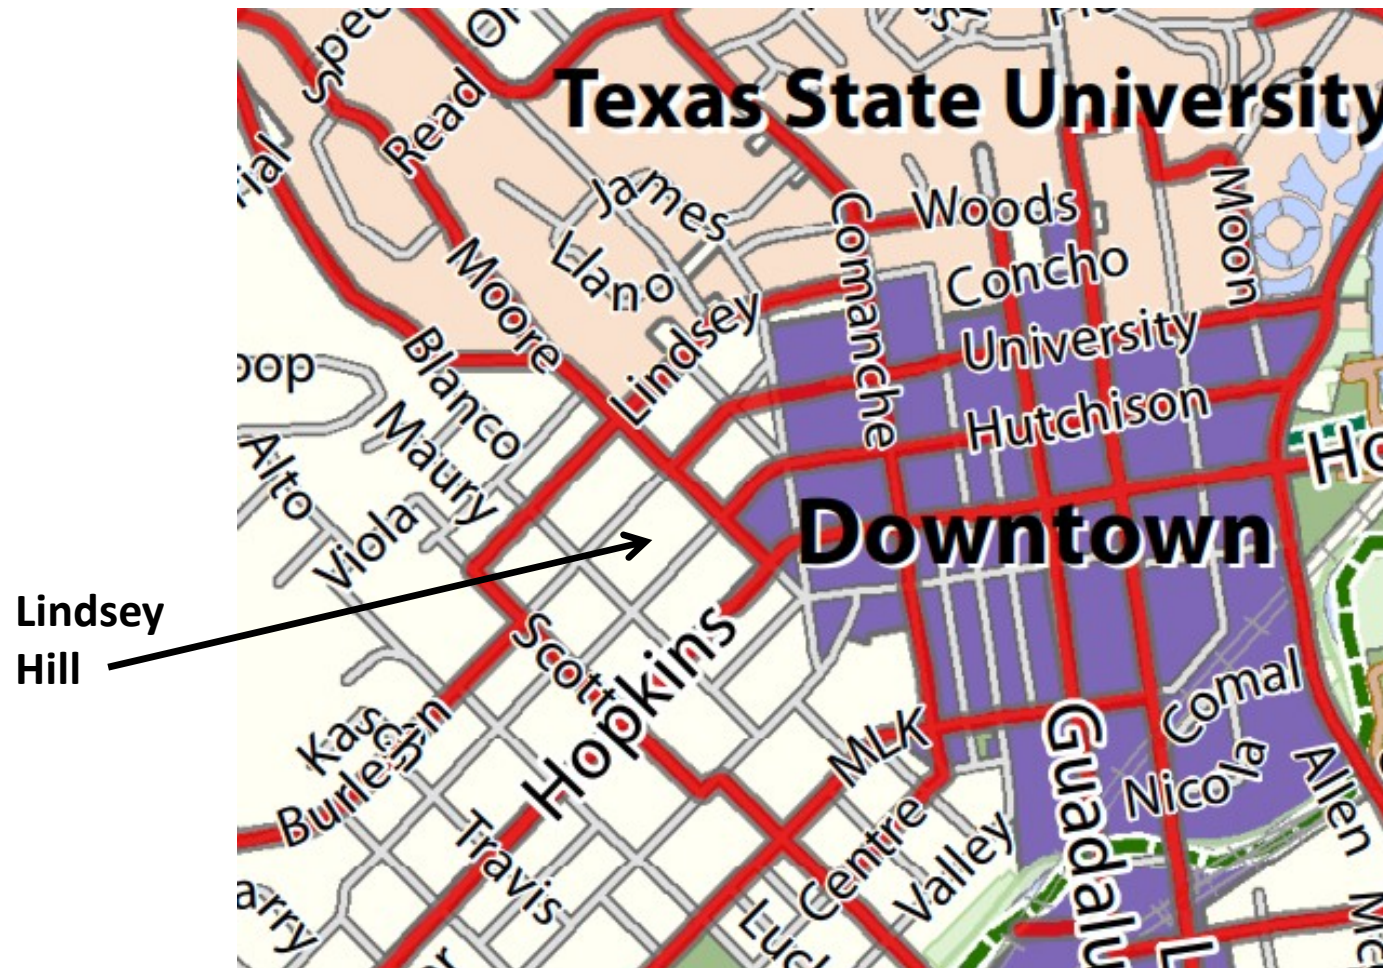 Texas State University
Read
James
Woods
Moon
Llano
Comanche
Concho
Moore
Lindsey
University
Blanco
Hutchison
Maury
Alto
Viola
Downtown
Lindsey
Hill
Scott
Hopkins
Comal
MLK
Guadalu
Nicola
Allen
Burleson
Travis
Centre
Valley